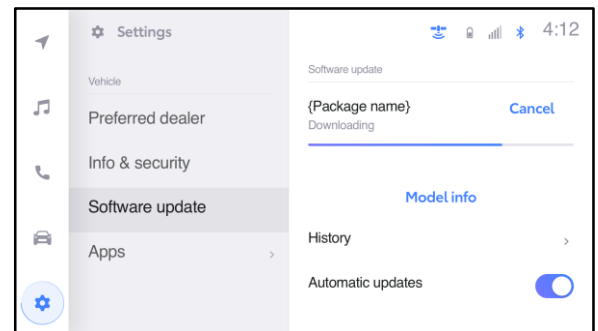 Settings
4:12
Vehicle
Preferred dealer
Info & security
Software update
Apps
Software update
{Package name}
Cancel
Downloading
Model info
History
Automatic updates